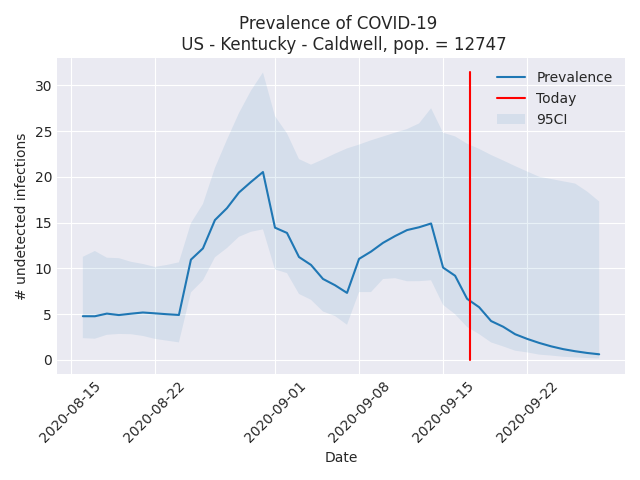 Prevalence of COVID-19
US - Kentucky - Caldwell, pop. = 12747
Prevalence
Today
95CI
# undetected infections
30
25
20
15
10
5
0
2020-08-15
2020-08-22
2020-09-01
2020-09-08
2020-09-15
2020-09-22
Date